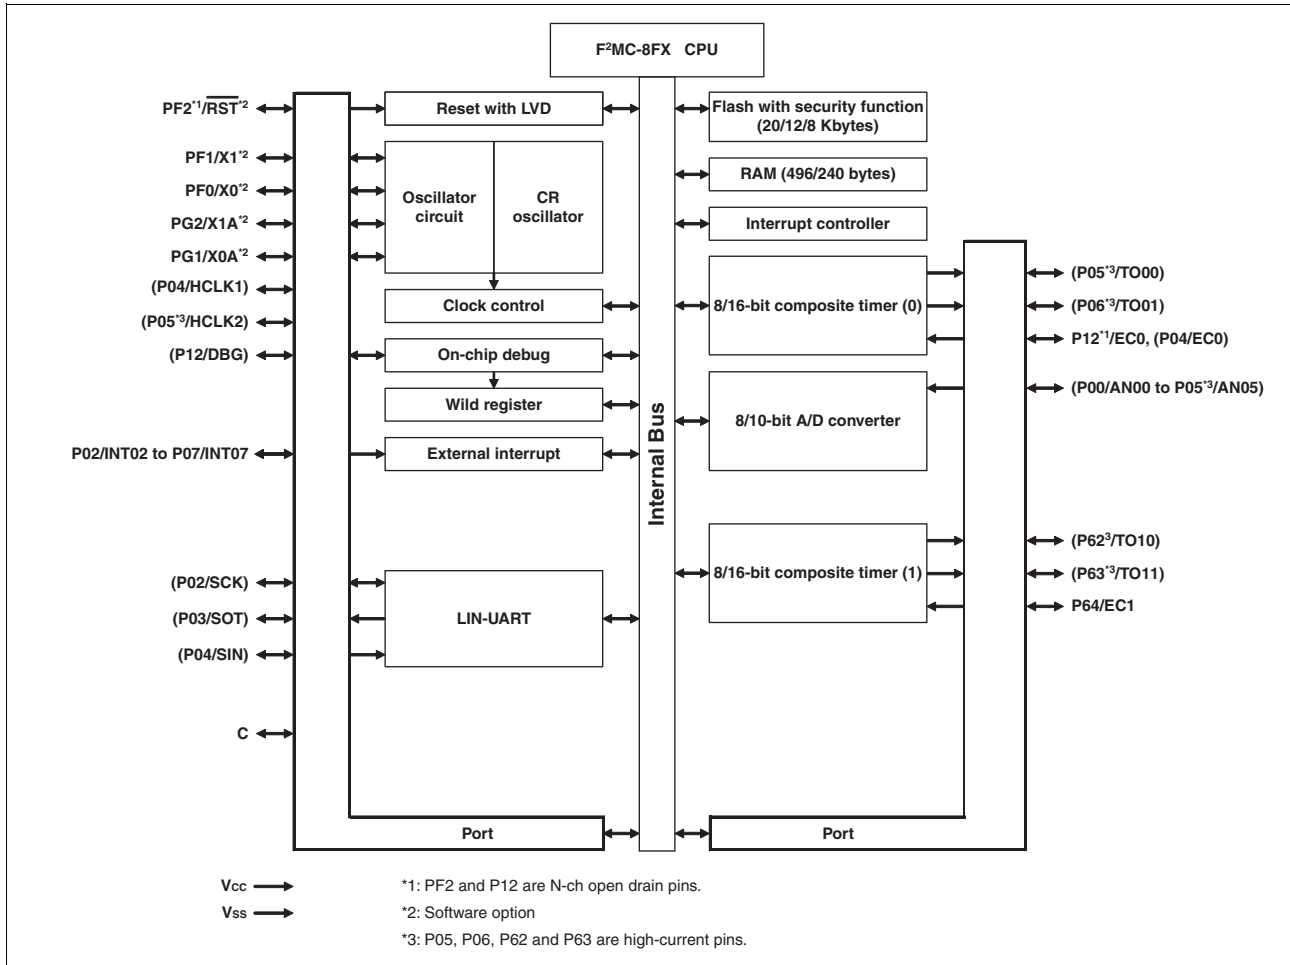 F²MC-8FX CPU
PF2*1/RST*2
Reset with LVD
Flash with security function
(20/12/8 Kbytes)
PF1/X1*2
PF0/X0*2
PG2/X1A*2
PG1/X0A*2
Oscillator
circuit
CR
oscillator
RAM (496/240 bytes)
Interrupt controller
(P04/HCLK1)
(P05*3/HCLK2)
Clock control
8/16-bit composite timer (0)
(P05*3/TO00)
(P06*3/TO01)
P12*1/EC0, (P04/EC0)
(P12/DBG)
On-chip debug
Wild register
Internal Bus
8/10-bit A/D converter
(P00/AN00 to P05*3/AN05)
P02/INT02 to P07/INT07
External interrupt
(P02/SCK)
(P03/SOT)
(P04/SIN)
LIN-UART
8/16-bit composite timer (1)
(P62³/TO10)
(P63*3/TO11)
P64/EC1
C
Port
Port
Vcc
Vss
*1: PF2 and P12 are N-ch open drain pins.
*2: Software option
*3: P05, P06, P62 and P63 are high-current pins.